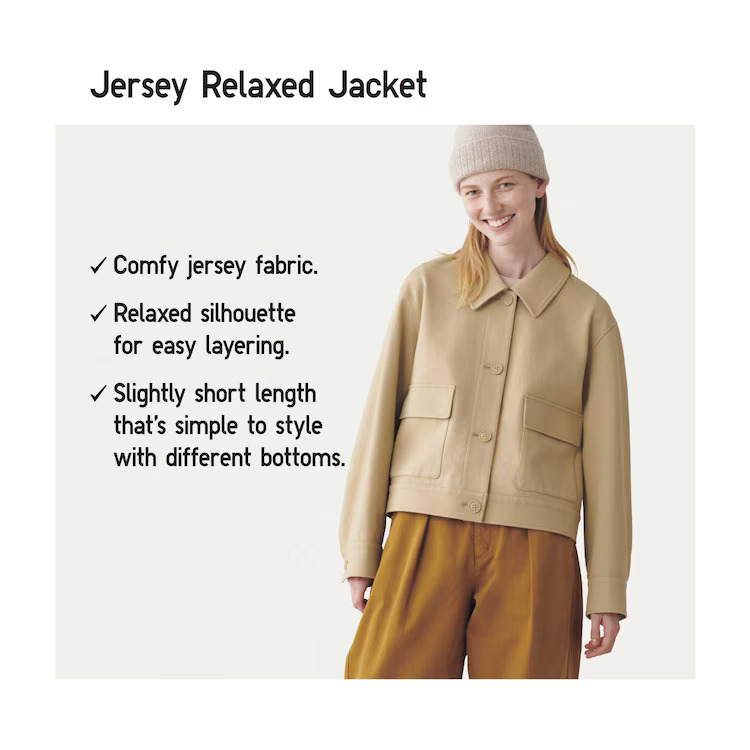 Jersey Relaxed Jacket
✓ Comfy jersey fabric.
✓ Relaxed silhouette
for easy layering.
✓ Slightly short length
that's simple to style
with different bottoms.